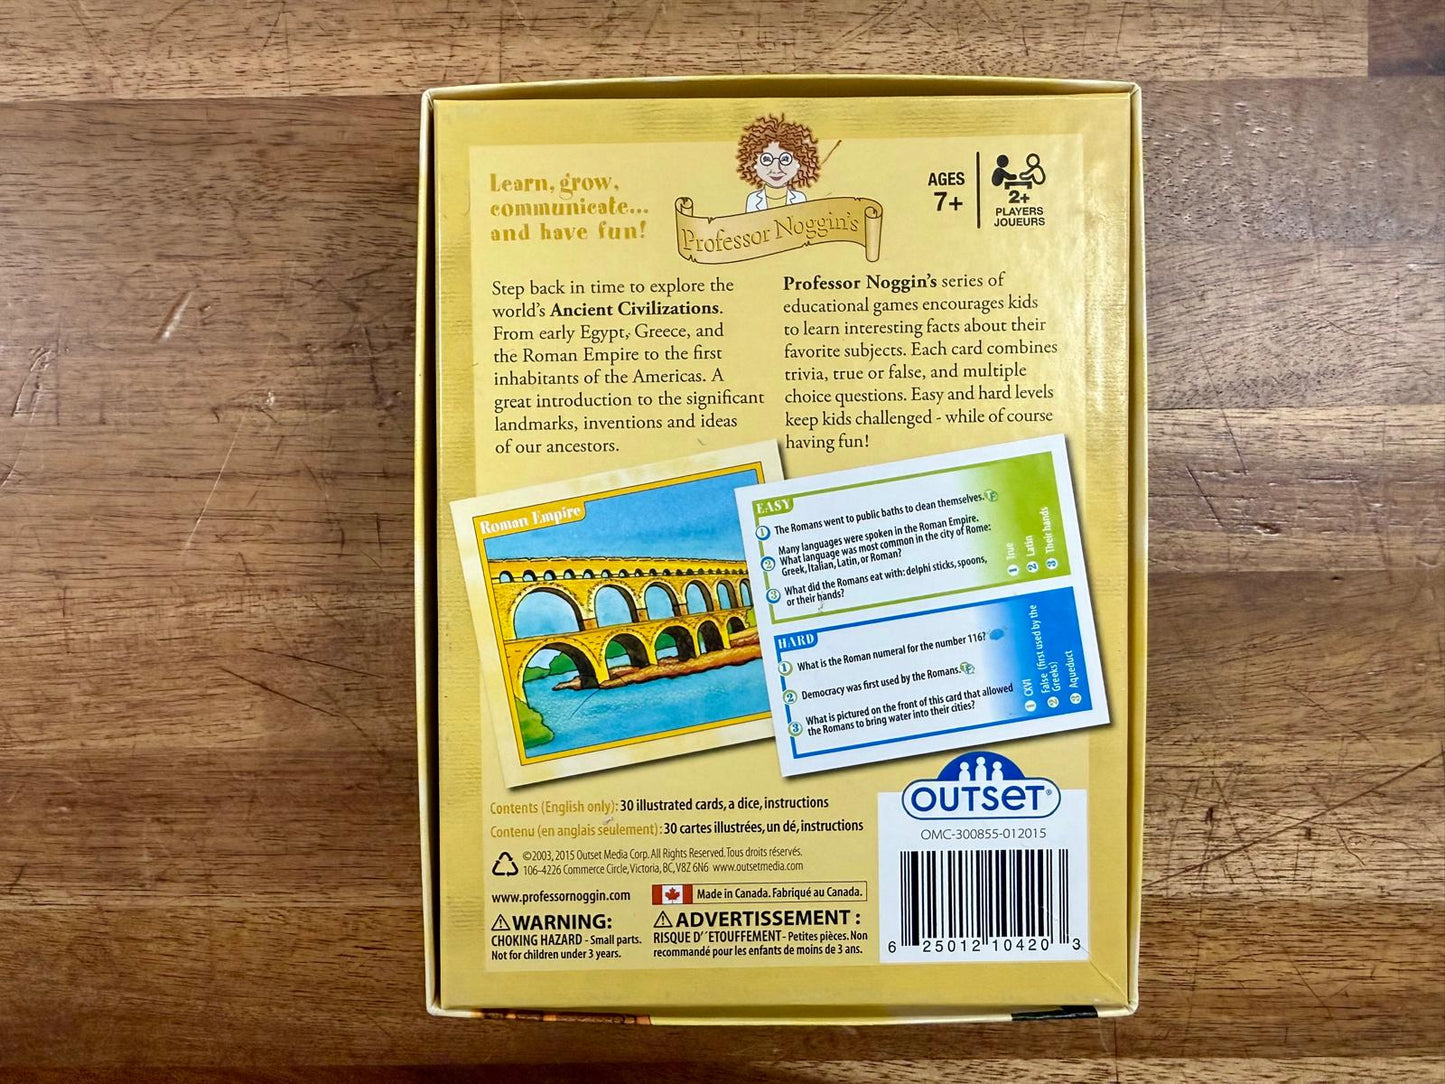 Learn, grow,
communicate...
and have fun!
Professor Noggin's
AGES
7+
2+
PLAYERS
JOUEURS
Step back in time to explore the
world's Ancient Civilizations.
From early Egypt, Greece, and
the Roman Empire to the first
inhabitants of the Americas. A
great introduction to the significant
landmarks, inventions and ideas
of our ancestors.
Professor Noggin's series of
educational games encourages kids
to learn interesting facts about their
favorite subjects. Each card combines
trivia, true or false, and multiple
choice questions. Easy and hard levels
keep kids challenged - while of course
having fun!
Roman Empire
EASY
1 The Romans went to public baths to clean themselves. T F
Many languages were spoken in the Roman Empire.
2 What language was most common in the city of Rome:
Greek, Italian, Latin, or Roman?
3 What did the Romans eat with: delphi sticks, spoons,
or their hands?
1 True
2 Latin
3 Their hands
HARD
1 What is the Roman numeral for the number 116?
2 Democracy was first used by the Romans. T F
3 What is pictured on the front of this card that allowed
the Romans to bring water into their cities?
1 CXVI
2 False (first used by the
Greeks)
3 Aqueduct
Contents (English only): 30 illustrated cards, a dice, instructions
Contenu (en anglais seulement): 30 cartes illustrées, un dé, instructions
©2003, 2015 Outset Media Corp. All Rights Reserved. Tous droits réservés.
106-4226 Commerce Circle, Victoria, BC, V8Z 6N6 www.outsetmedia.com
www.professornoggin.com
Made in Canada. Fabriqué au Canada.
WARNING:
CHOKING HAZARD - Small parts.
Not for children under 3 years.
ADVERTISSEMENT :
RISQUE D'´ETOUFFEMENT - Petites pièces. Non
recommandé pour les enfants de moins de 3 ans.
OUTSET®
OMC-300855-012015
6 25012 10420 3